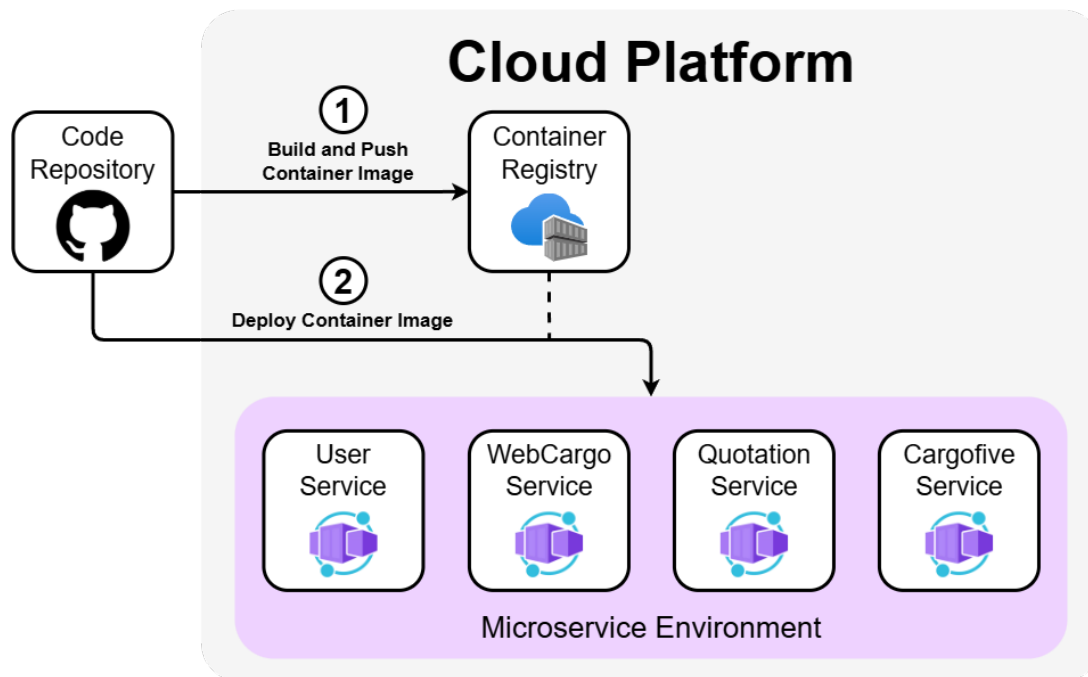 Cloud Platform
Code
Repository
1
Build and Push
Container Image
Container
Registry
2
Deploy Container Image
User
Service
WebCargo
Service
Quotation
Service
Cargofive
Service
Microservice Environment